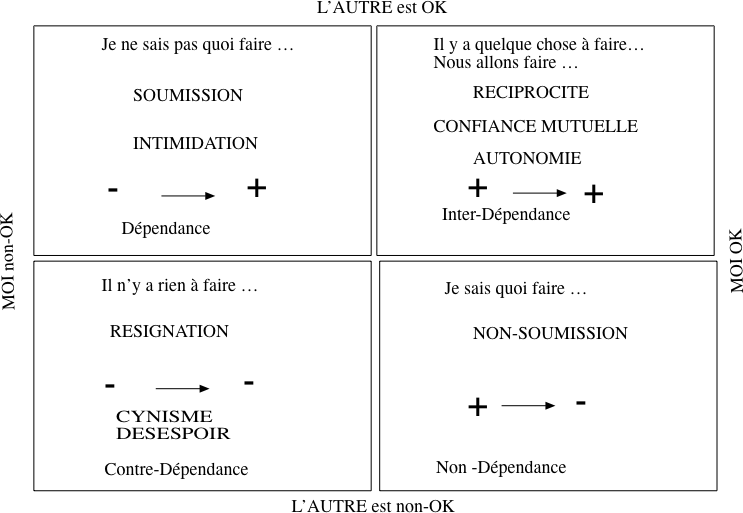 L'AUTRE est OK
Je ne sais pas quoi faire …
SOUMISSION
INTIMIDATION
- +
Dépendance
Il y a quelque chose à faire…
Nous allons faire …
RECIPROCITE
CONFIANCE MUTUELLE
AUTONOMIE
+ +
Inter-Dépendance
MOI non-OK
MOI OK
Il n'y a rien à faire …
RESIGNATION
- -
CYNISME
DESESPOIR
Contre-Dépendance
Je sais quoi faire …
NON-SOUMISSION
+ -
Non -Dépendance
L'AUTRE est non-OK